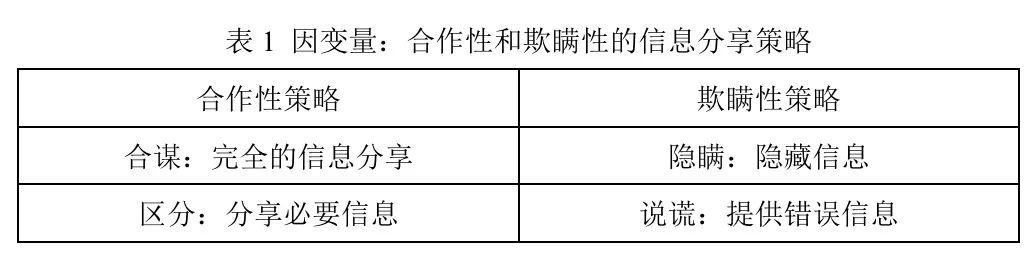 表 1 因变量：合作性和欺瞒性的信息分享策略
合作性策略 欺瞒性策略
合谋：完全的信息分享 隐瞒：隐藏信息
区分：分享必要信息 说谎：提供错误信息